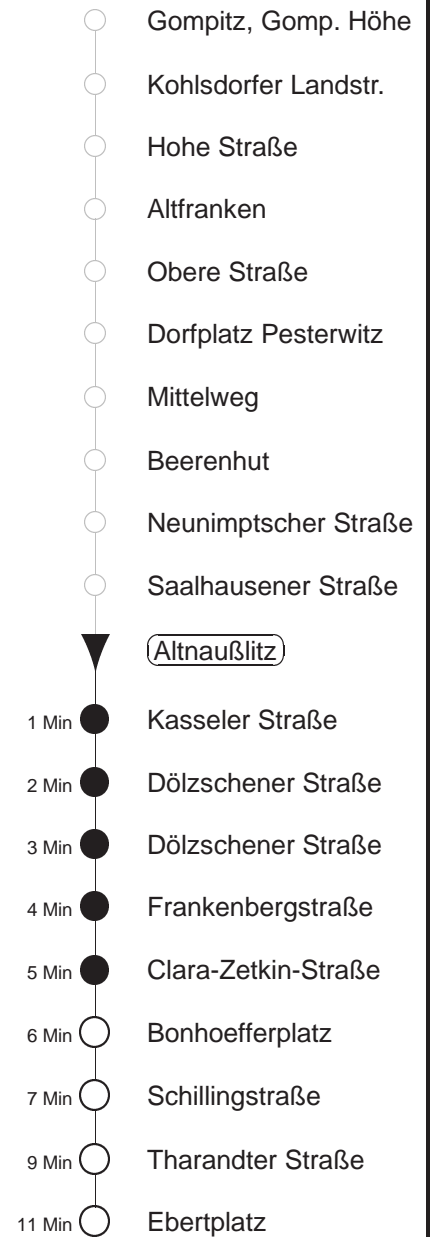 Gompitz, Gomp. Höhe
Kohlsdorfer Landstr.
Hohe Straße
Altfranken
Obere Straße
Dorfplatz Pesterwitz
Mittelweg
Beerenhut
Neunimptscher Straße
Saalhausener Straße
Altnaußlitz
1 Min Kasseler Straße
2 Min Dölzschener Straße
3 Min Dölzschener Straße
4 Min Frankenbergstraße
5 Min Clara-Zetkin-Straße
6 Min Bonhoefferplatz
7 Min Schillingstraße
9 Min Tharandter Straße
11 Min Ebertplatz